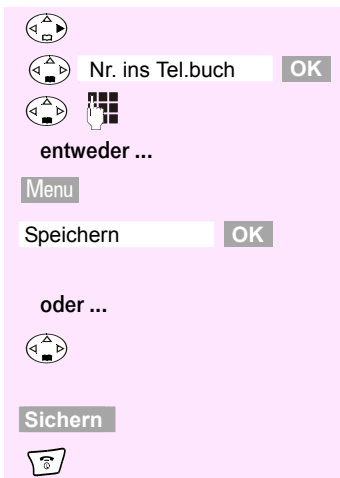 Nr. ins Tel.buch OK
entweder ...
Menu
Speichern OK
oder ...
Sichern